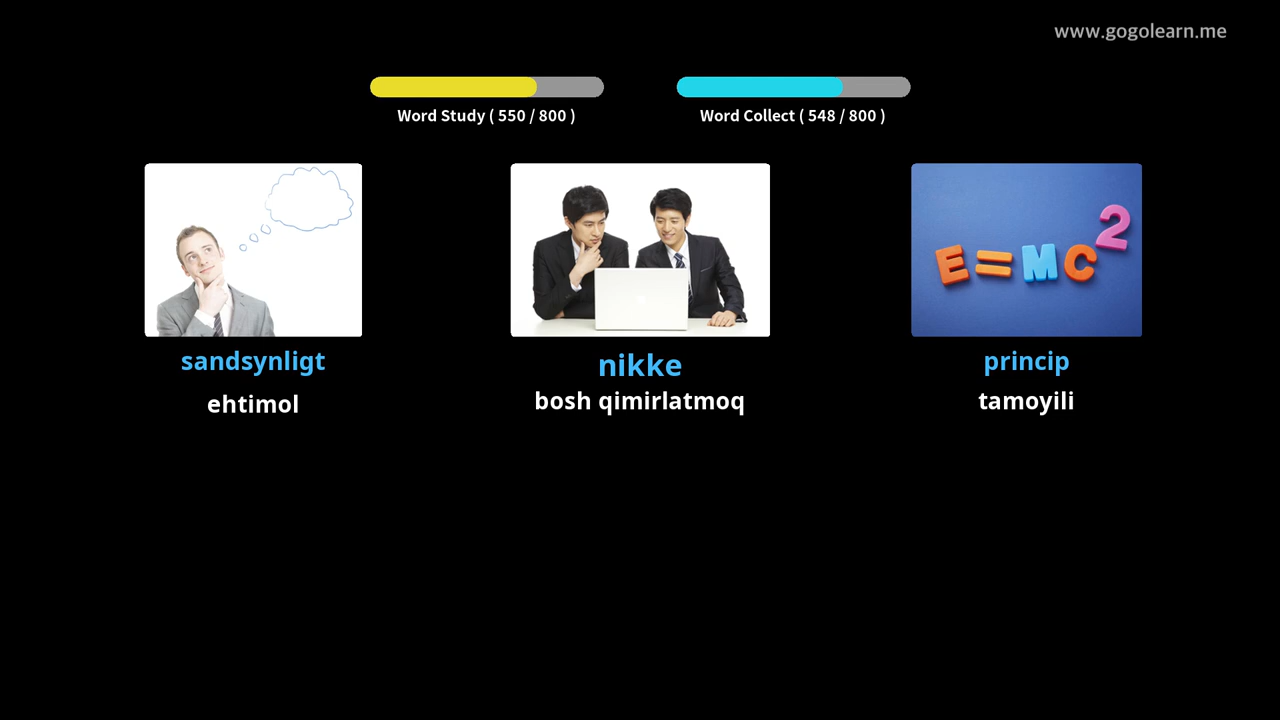 www.gogolearn.me
Word Study ( 550 / 800 )
Word Collect ( 548 / 800 )
E=MC2
sandsynligt
nikke
princip
ehtimol
bosh qimirlatmoq
tamoyili